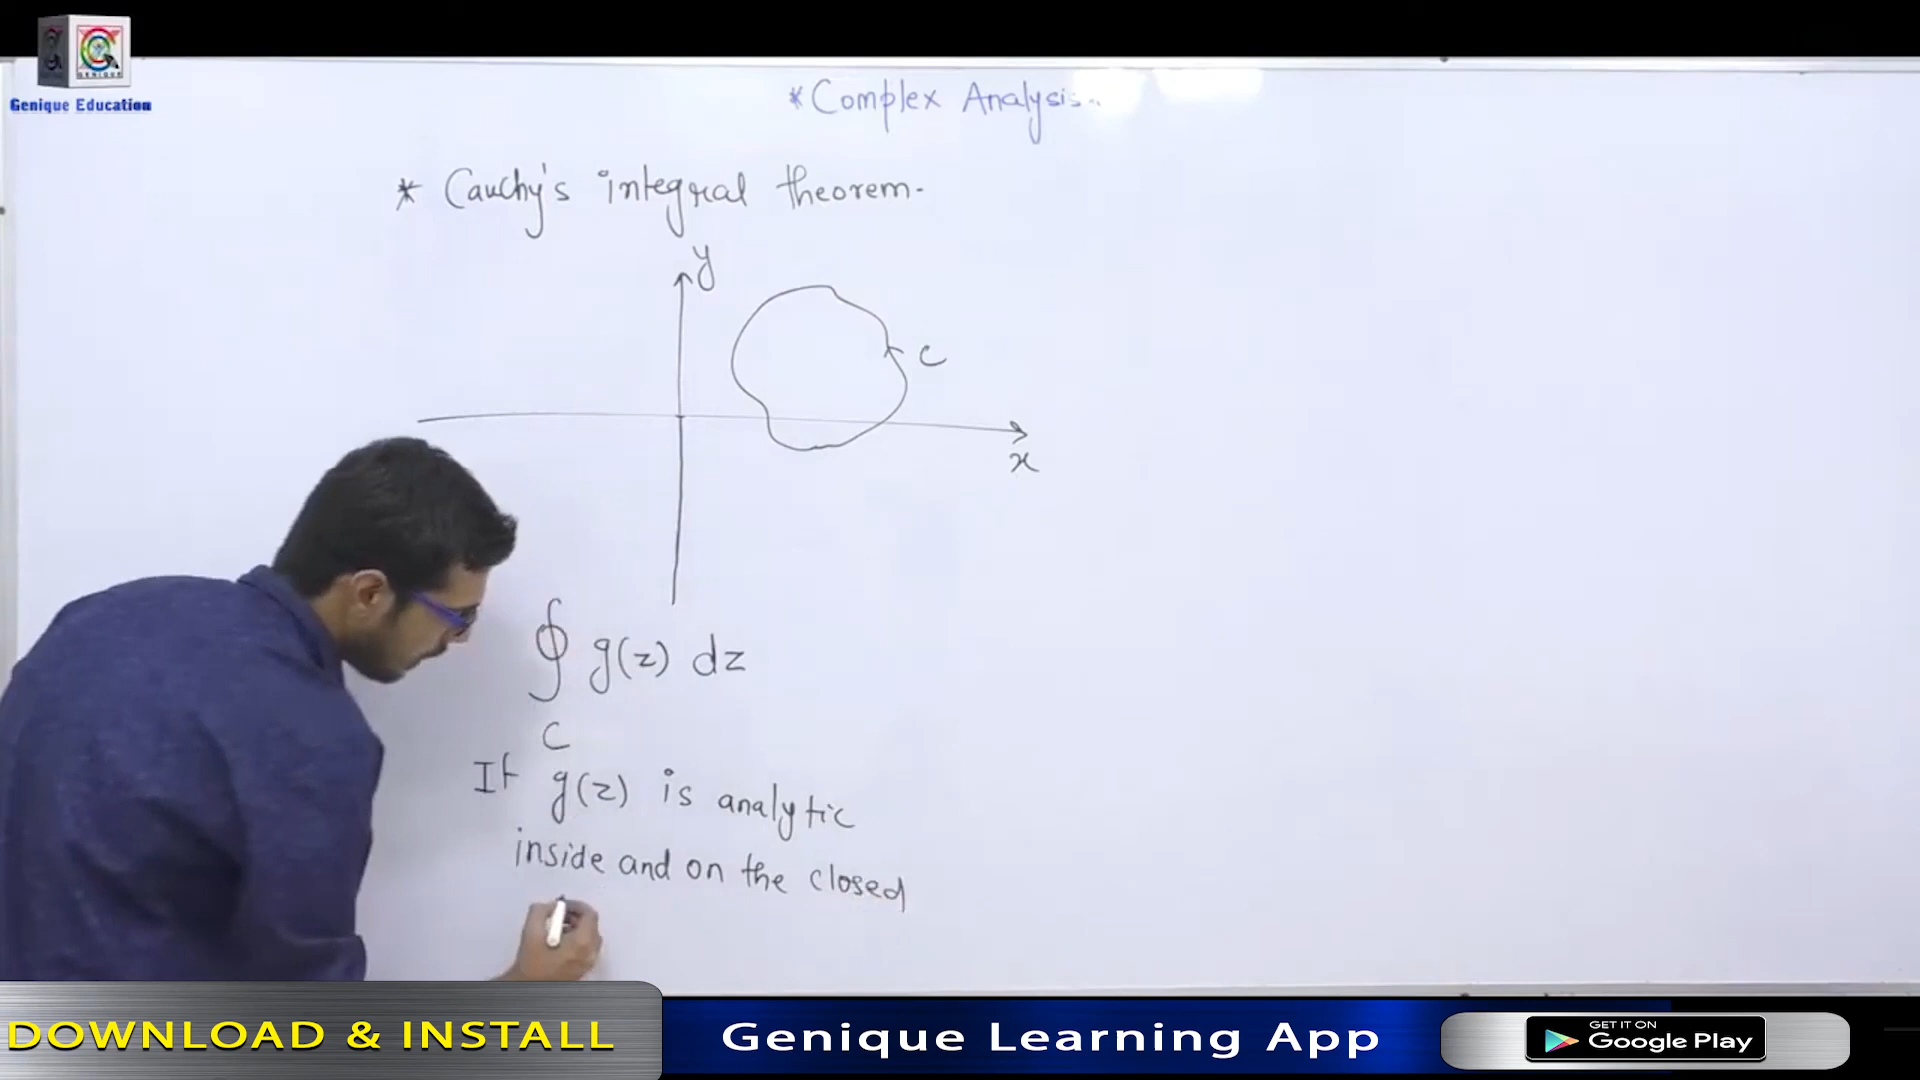 GENIQUE
Genique Education
*Complex Analysis..
* Cauchy's integral theorem.
y
C
x
∮ g(z) dz
C
If g(z) is analytic
inside and on the closed
DOWNLOAD & INSTALL
Genique Learning App
GET IT ON
Google Play